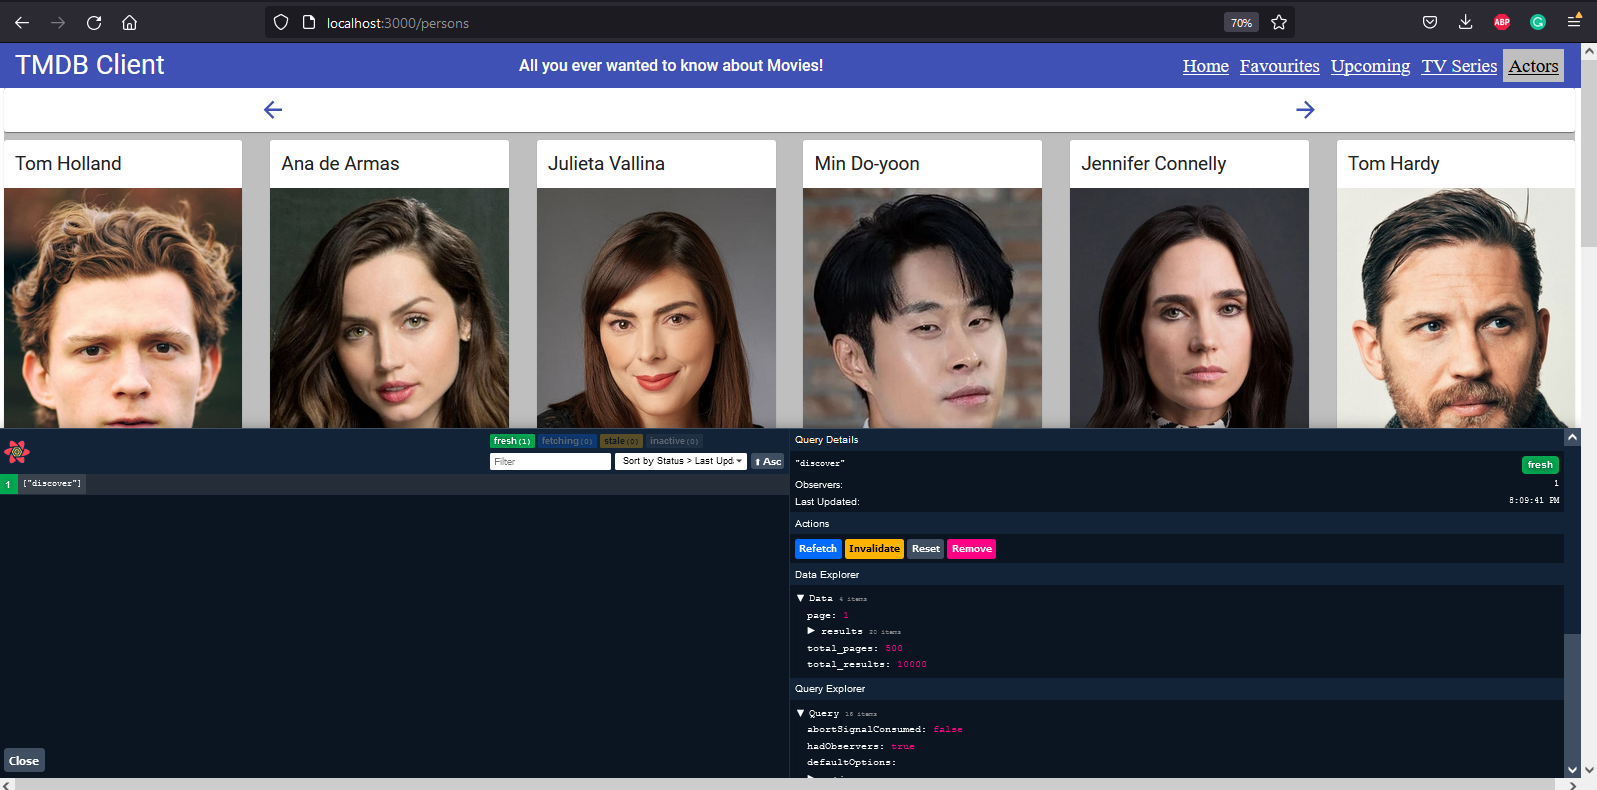 localhost:3000/persons
70%
ABP
TMDB Client
All you ever wanted to know about Movies!
Home Favourites Upcoming TV Series Actors
Tom Holland
Ana de Armas
Julieta Vallina
Min Do-yoon
Jennifer Connelly
Tom Hardy
fresh (1) fetching (0) stale (0) inactive (0)
Filter
Sort by Status > Last Upd
Asc
1 ["discover"]
Close
Query Details
"discover"
fresh
Observers: 1
Last Updated: 8:09:41 PM
Actions
Refetch Invalidate Reset Remove
Data Explorer
▼ Data 4 items
page: 1
▶ results 20 items
total_pages: 500
total_results: 10000
Query Explorer
▼ Query 18 items
abortSignalConsumed: false
hadObservers: true
defaultOptions: